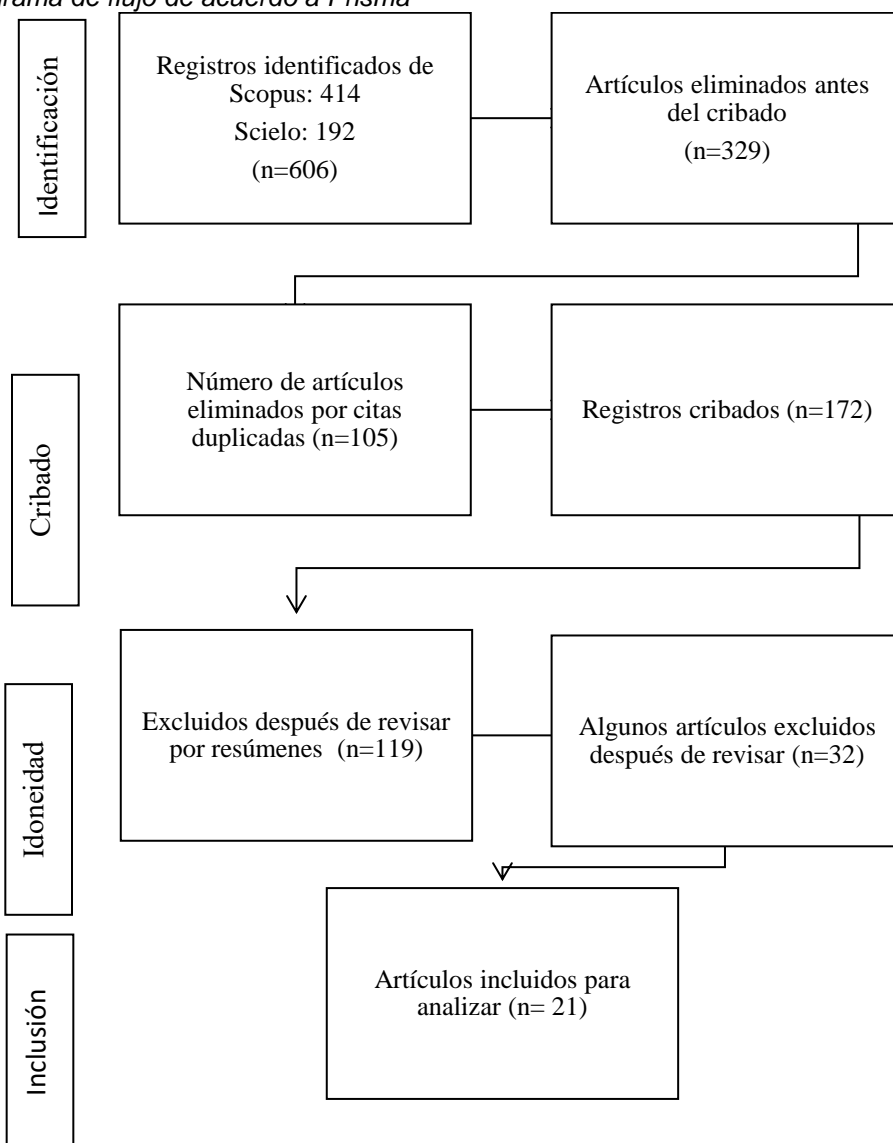 grama de flujo de acuerdo a Prisma
Identificación
Registros identificados de
Scopus: 414
Scielo: 192
(n=606)
Artículos eliminados antes
del cribado
(n=329)
Cribado
Número de artículos
eliminados por citas
duplicadas (n=105)
Registros cribados (n=172)
Idoneidad
Excluidos después de revisar
por resúmenes (n=119)
Algunos artículos excluidos
después de revisar (n=32)
Inclusión
Artículos incluidos para
analizar (n= 21)